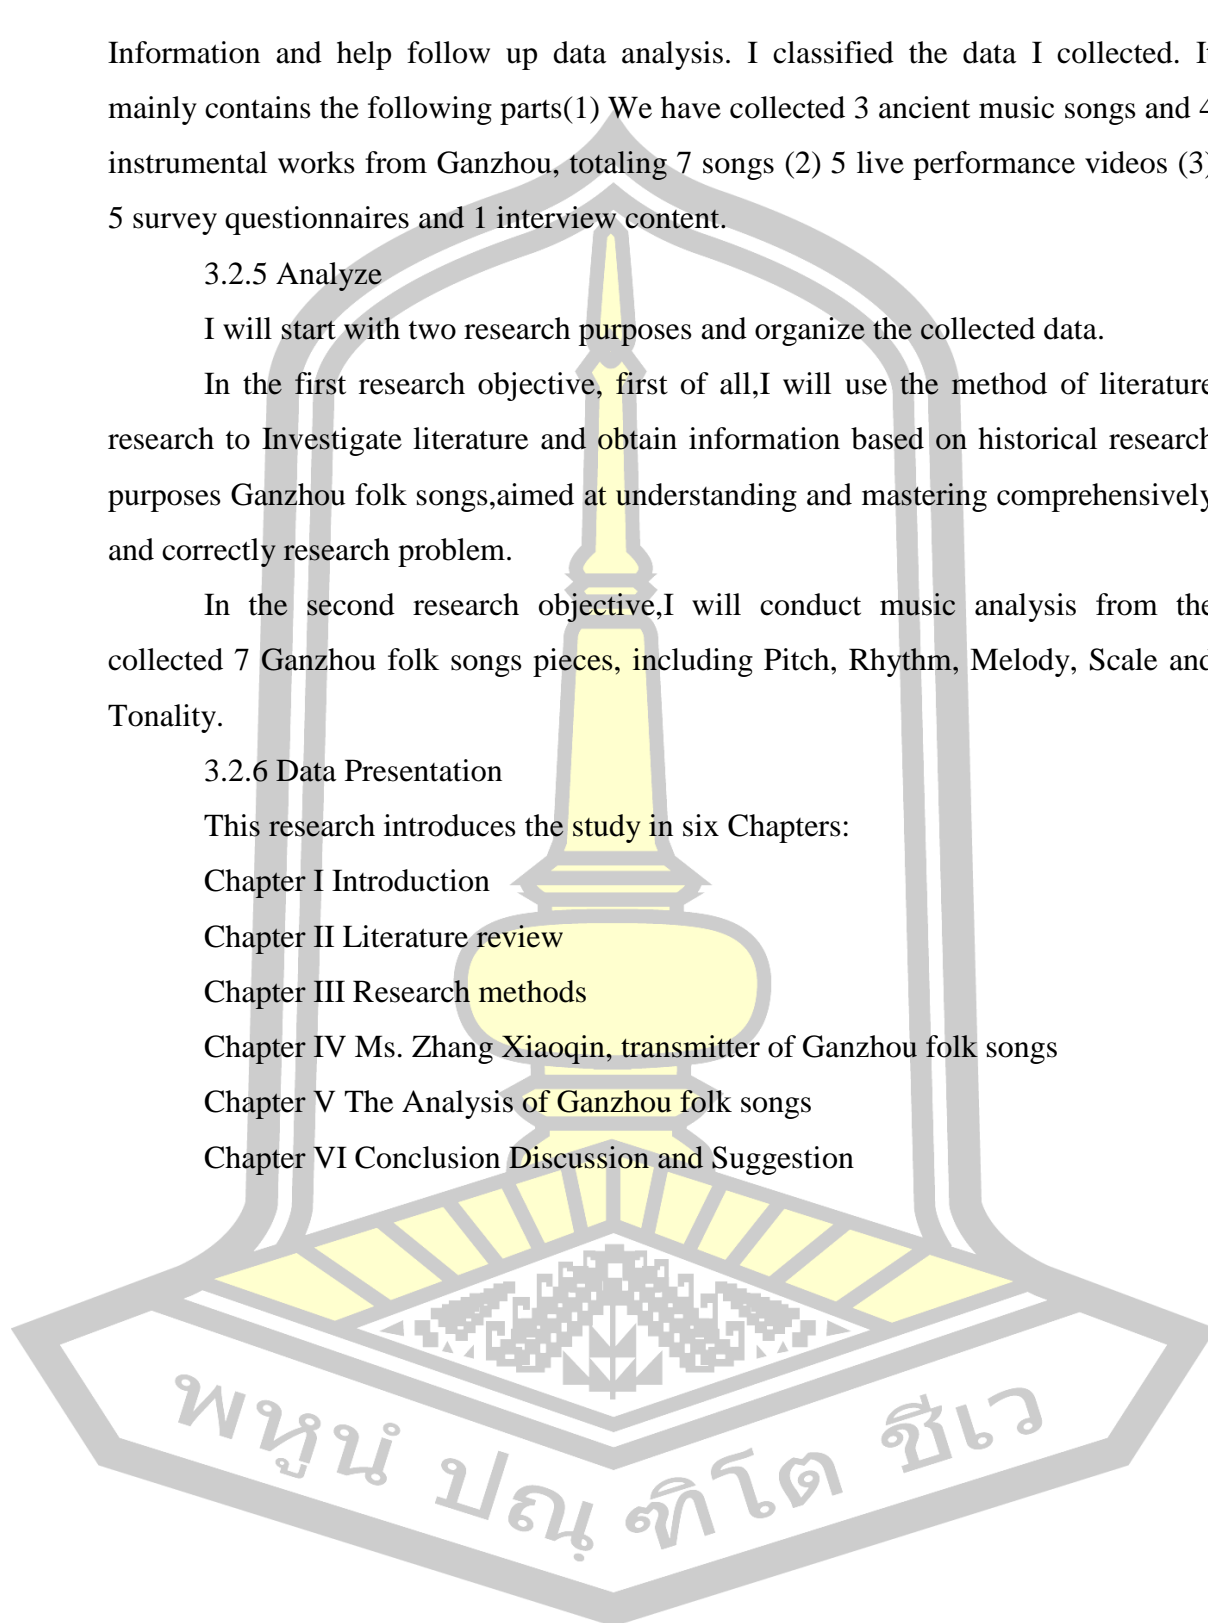 Information and help follow up data analysis. I classified the data I collected. It
mainly contains the following parts(1) We have collected 3 ancient music songs and 4
instrumental works from Ganzhou, totaling 7 songs (2) 5 live performance videos (3)
5 survey questionnaires and 1 interview content.
3.2.5 Analyze
I will start with two research purposes and organize the collected data.
In the first research objective, first of all,I will use the method of literature
research to Investigate literature and obtain information based on historical research
purposes Ganzhou folk songs,aimed at understanding and mastering comprehensively
and correctly research problem.
In the second research objective,I will conduct music analysis from the
collected 7 Ganzhou folk songs pieces, including Pitch, Rhythm, Melody, Scale and
Tonality.
3.2.6 Data Presentation
This research introduces the study in six Chapters:
Chapter I Introduction
Chapter II Literature review
Chapter III Research methods
Chapter IV Ms. Zhang Xiaoqin, transmitter of Ganzhou folk songs
Chapter V The Analysis of Ganzhou folk songs
Chapter VI Conclusion Discussion and Suggestion
พหูนํ ปณฺฑิโต ชีเว